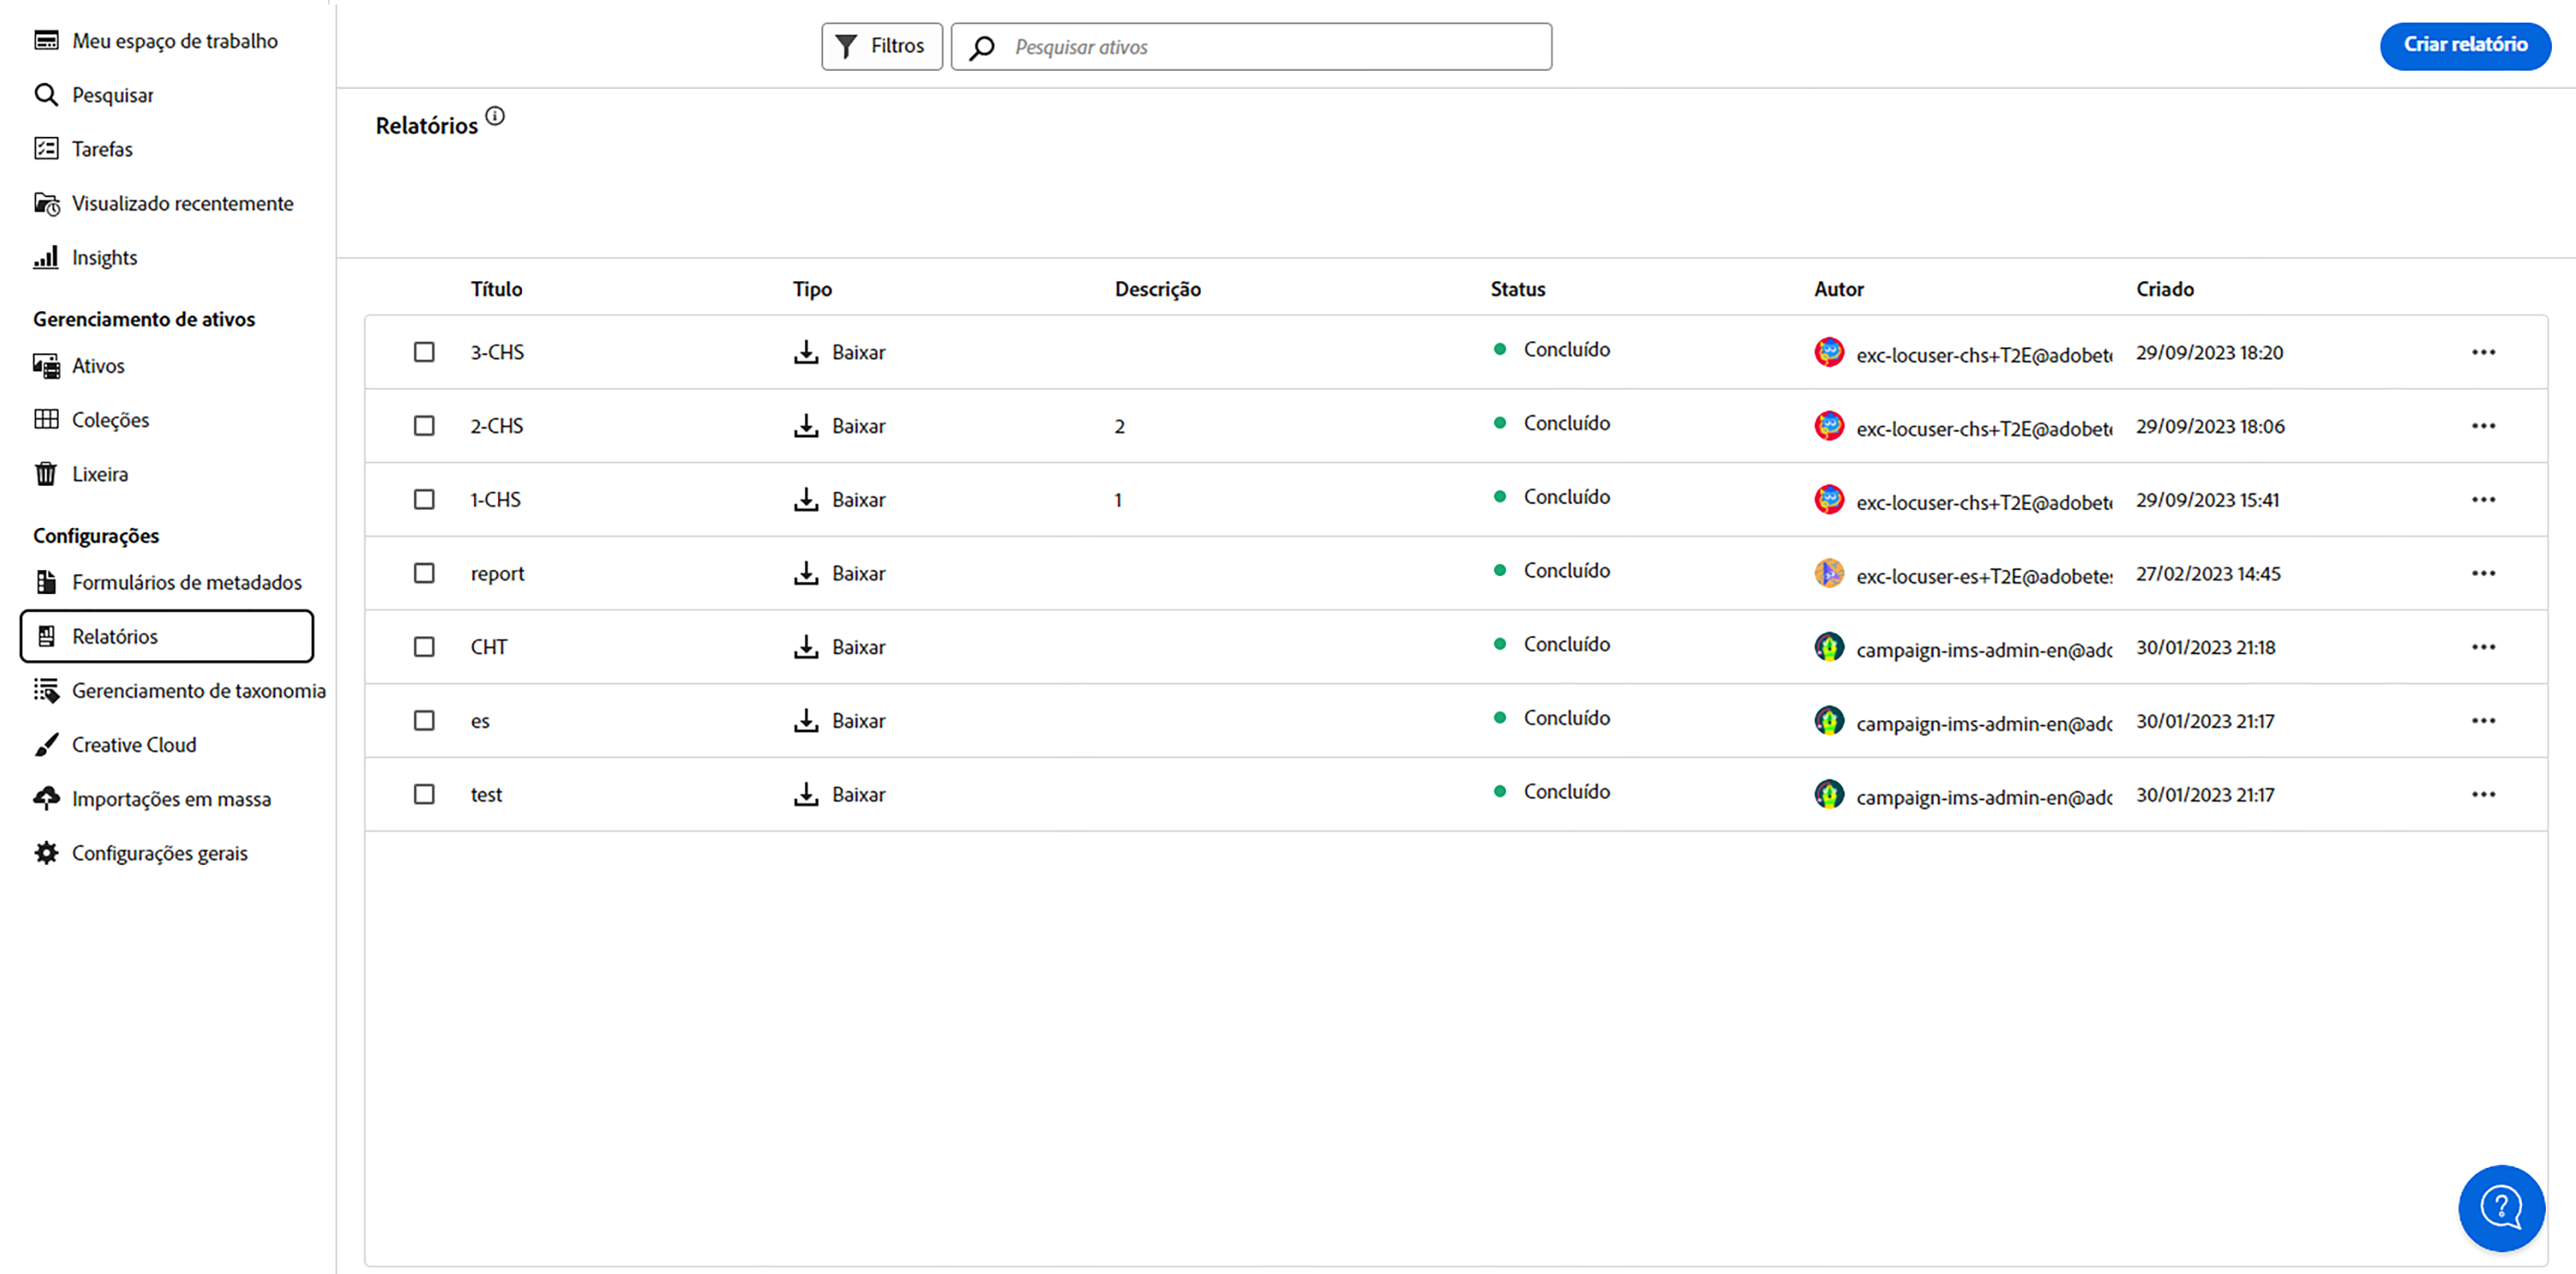 Meu espaço de trabalho
Pesquisar
Tarefas
Visualizado recentemente
Insights
Gerenciamento de ativos
Ativos
Coleções
Lixeira
Configurações
Formulários de metadados
Relatórios
Gerenciamento de taxonomia
Creative Cloud
Importações em massa
Configurações gerais
Filtros Pesquisar ativos Criar relatório
Relatórios
Título Tipo Descrição Status Autor Criado
3-CHS Baixar Concluído exc-locuser-chs+T2E@adobete 29/09/2023 18:20
2-CHS Baixar 2 Concluído exc-locuser-chs+T2E@adobete 29/09/2023 18:06
1-CHS Baixar 1 Concluído exc-locuser-chs+T2E@adobete 29/09/2023 15:41
report Baixar Concluído exc-locuser-es+T2E@adobetes 27/02/2023 14:45
CHT Baixar Concluído campaign-ims-admin-en@adc 30/01/2023 21:18
es Baixar Concluído campaign-ims-admin-en@adc 30/01/2023 21:17
test Baixar Concluído campaign-ims-admin-en@adc 30/01/2023 21:17